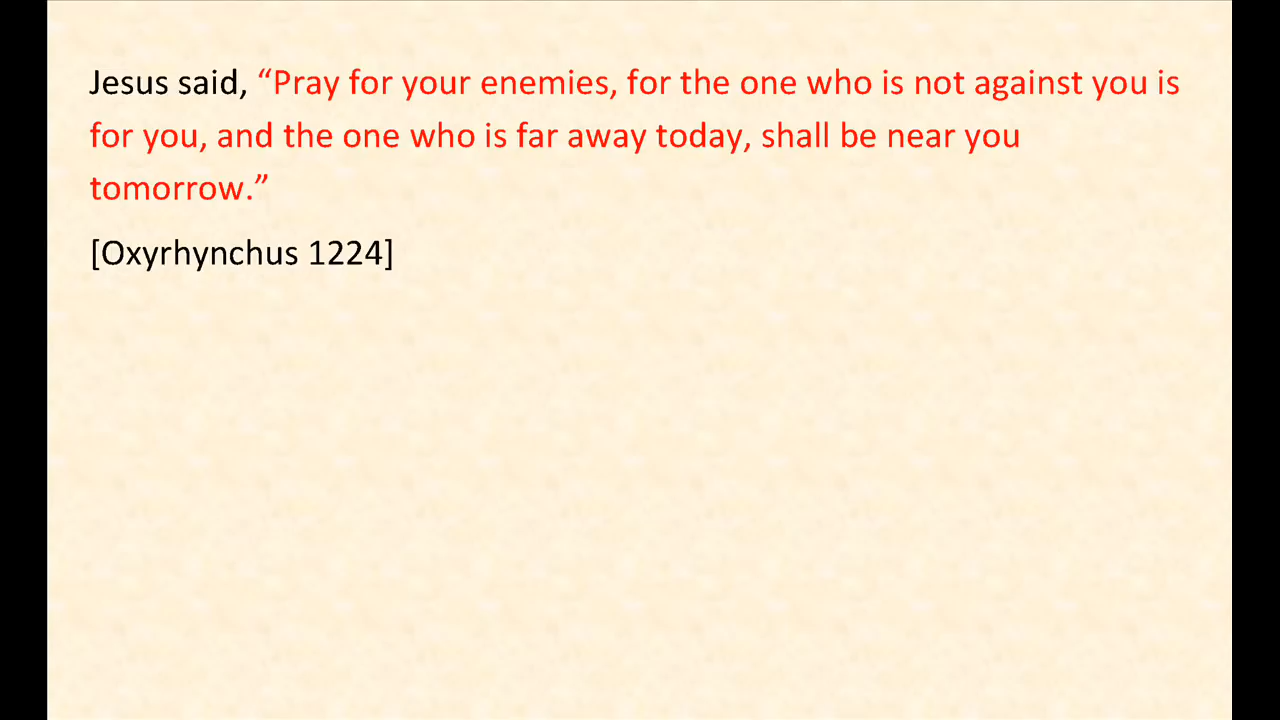 Jesus said, “Pray for your enemies, for the one who is not against you is
for you, and the one who is far away today, shall be near you
tomorrow.”
[Oxyrhynchus 1224]